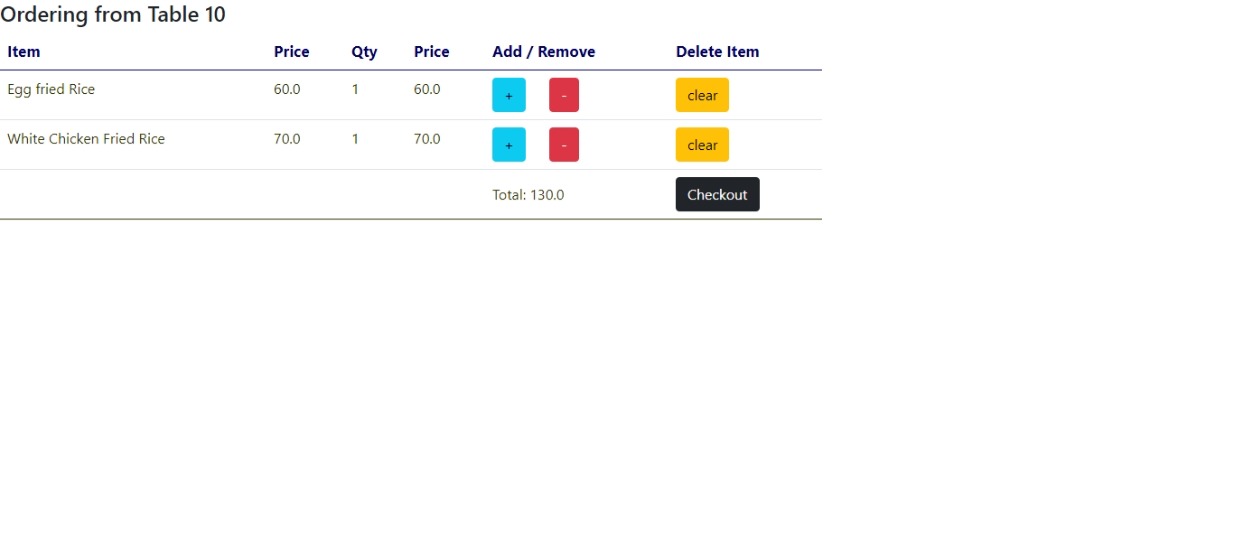 Ordering from Table 10
Item Price Qty Price Add / Remove Delete Item
Egg fried Rice 60.0 1 60.0 + - clear
White Chicken Fried Rice 70.0 1 70.0 + - clear
Total: 130.0 Checkout